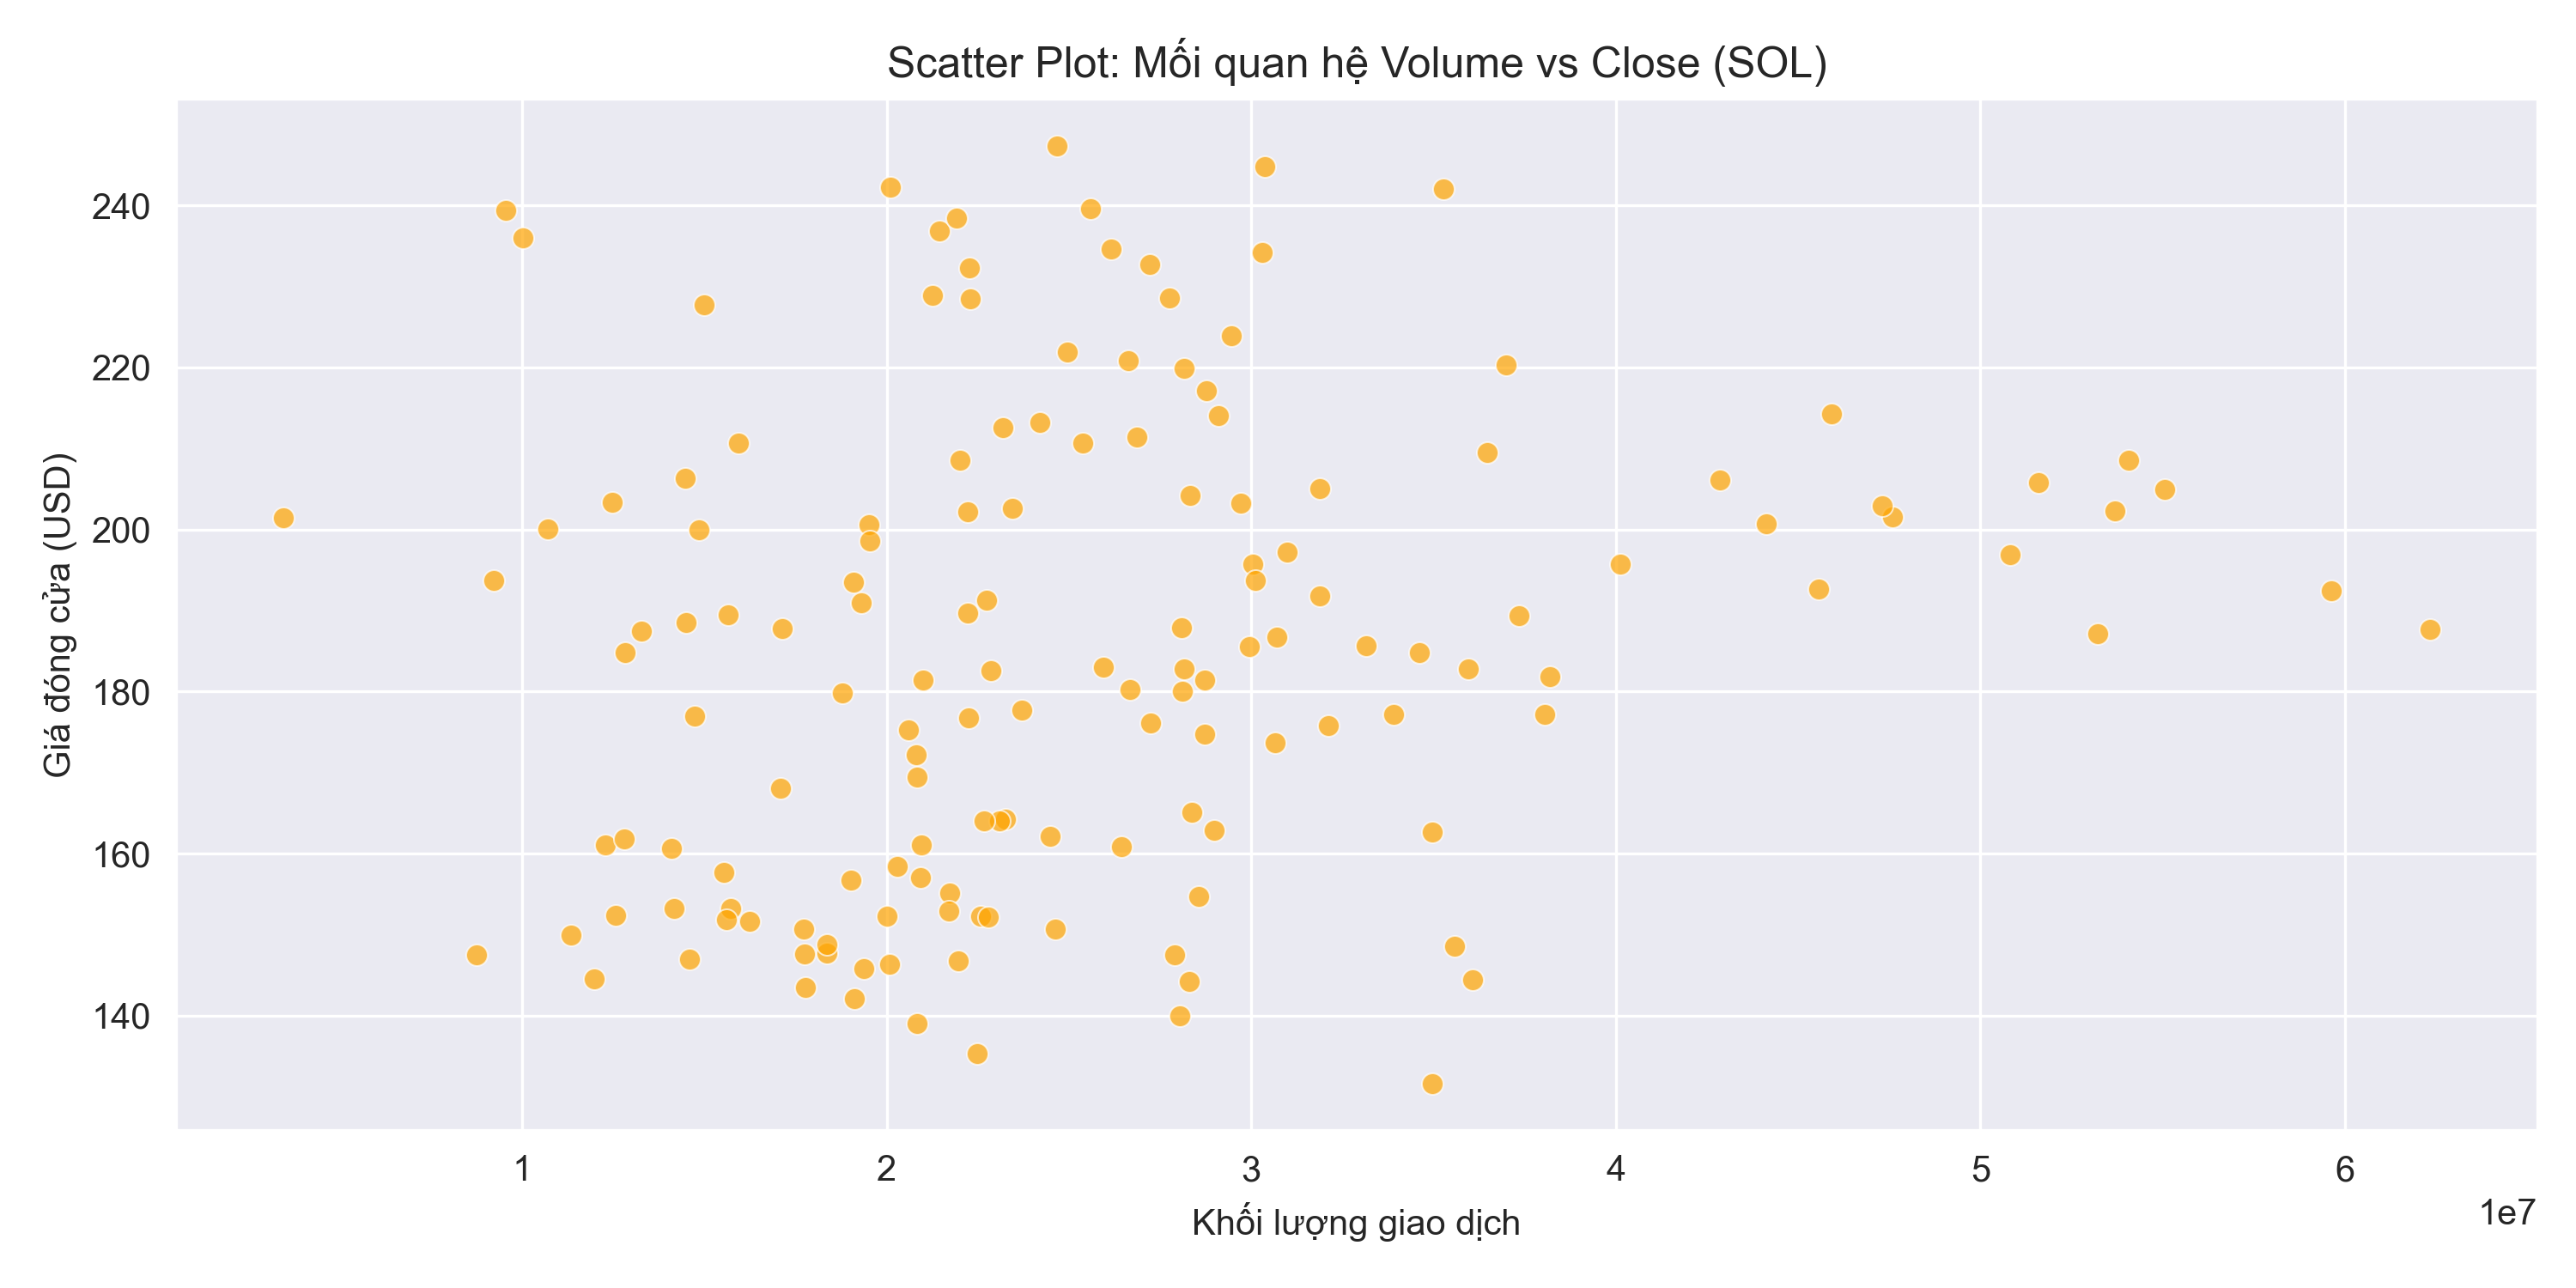 Scatter Plot: Mối quan hệ Volume vs Close (SOL)
240
220
200
180
160
140
Giá đóng cửa (USD)
1 2 3 4 5 6
1e7
Khối lượng giao dịch